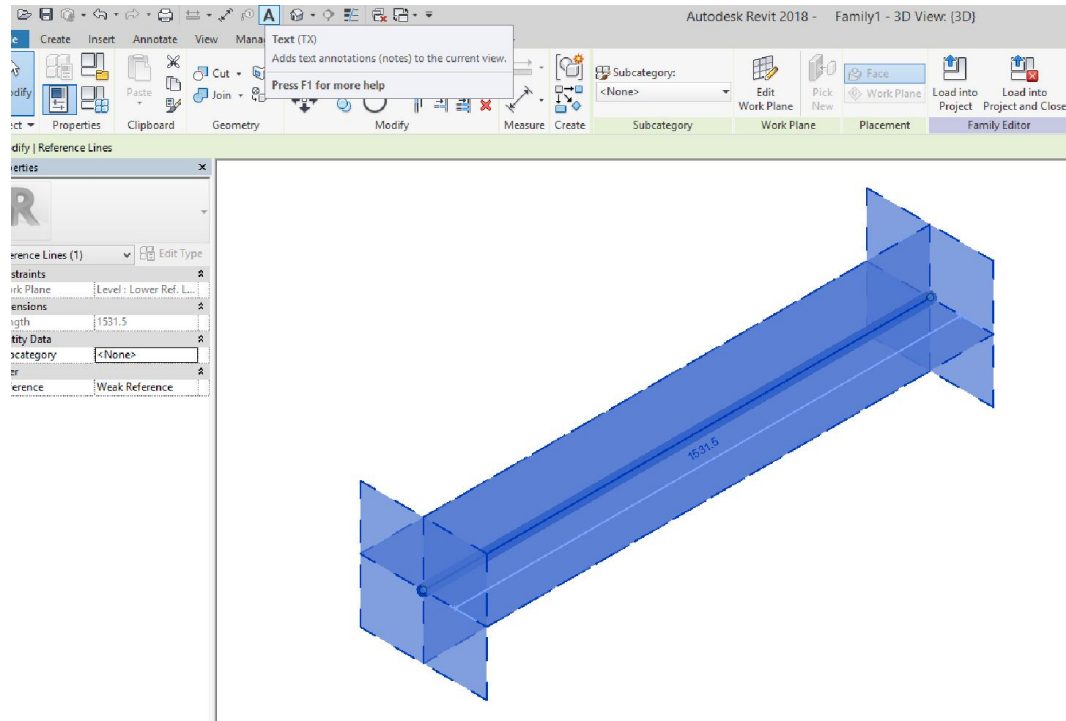 Autodesk Revit 2018 - Family1 - 3D View: {3D}
Create Insert Annotate View Mana
Text (TX)
Adds text annotations (notes) to the current view.
Press F1 for more help
Cut
Join
Paste
Subcategory:
<None>
Edit
Work Plane
Pick
New
Face
Work Plane
Load into
Project
Load into
Project and Close
Properties Clipboard Geometry Modify Measure Create Subcategory Work Plane Placement Family Editor
dify | Reference Lines
erties
R
erence Lines (1) Edit Type
straints
rk Plane Level : Lower Ref. L...
ensions
ngth 1531.5
tity Data
bcategory <None>
er
erence Weak Reference
1531.5